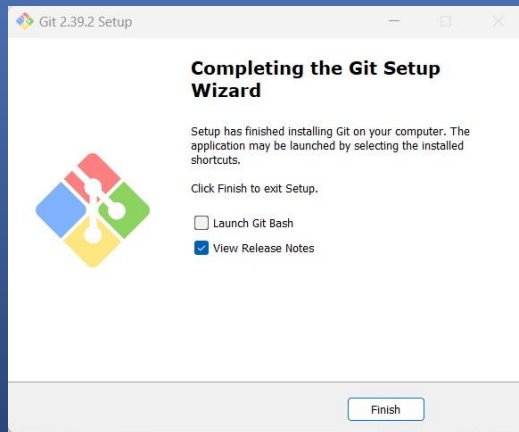 Git 2.39.2 Setup
Completing the Git Setup
Wizard
Setup has finished installing Git on your computer. The
application may be launched by selecting the installed
shortcuts.
Click Finish to exit Setup.
Launch Git Bash
View Release Notes
Finish